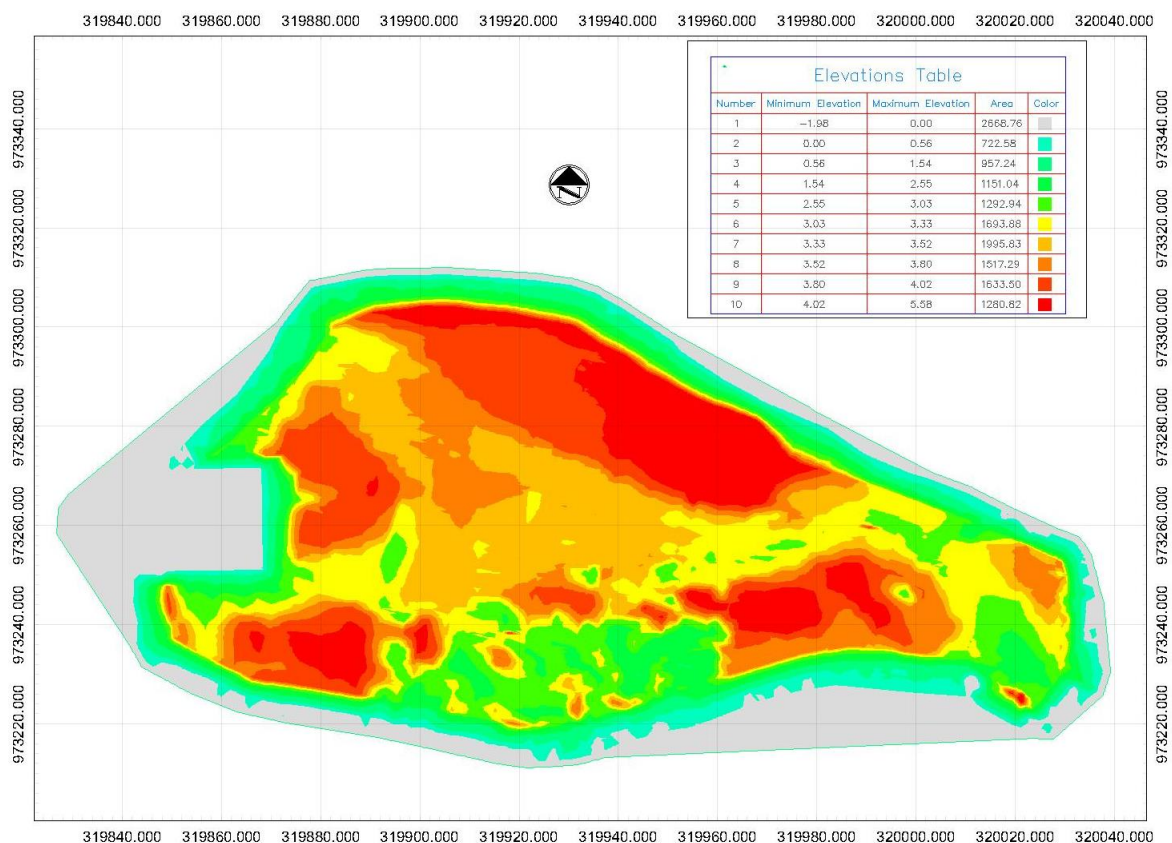 319840.000 319860.000 319880.000 319900.000 319920.000 319940.000 319960.000 319980.000 320000.000 320020.000 320040.000
973340.000 973340.000
973320.000 973320.000
973300.000 973300.000
973280.000 973280.000
973260.000 973260.000
973240.000 973240.000
973220.000 973220.000
Elevations Table
Number Minimum Elevation Maximum Elevation Area Color
1 -1.98 0.00 2668.76
2 0.00 0.56 722.58
3 0.56 1.54 957.24
4 1.54 2.55 1151.04
5 2.55 3.03 1292.94
6 3.03 3.33 1693.88
7 3.33 3.52 1995.83
8 3.52 3.80 1517.29
9 3.80 4.02 1633.50
10 4.02 5.58 1280.82
N
319840.000 319860.000 319880.000 319900.000 319920.000 319940.000 319960.000 319980.000 320000.000 320020.000 320040.000